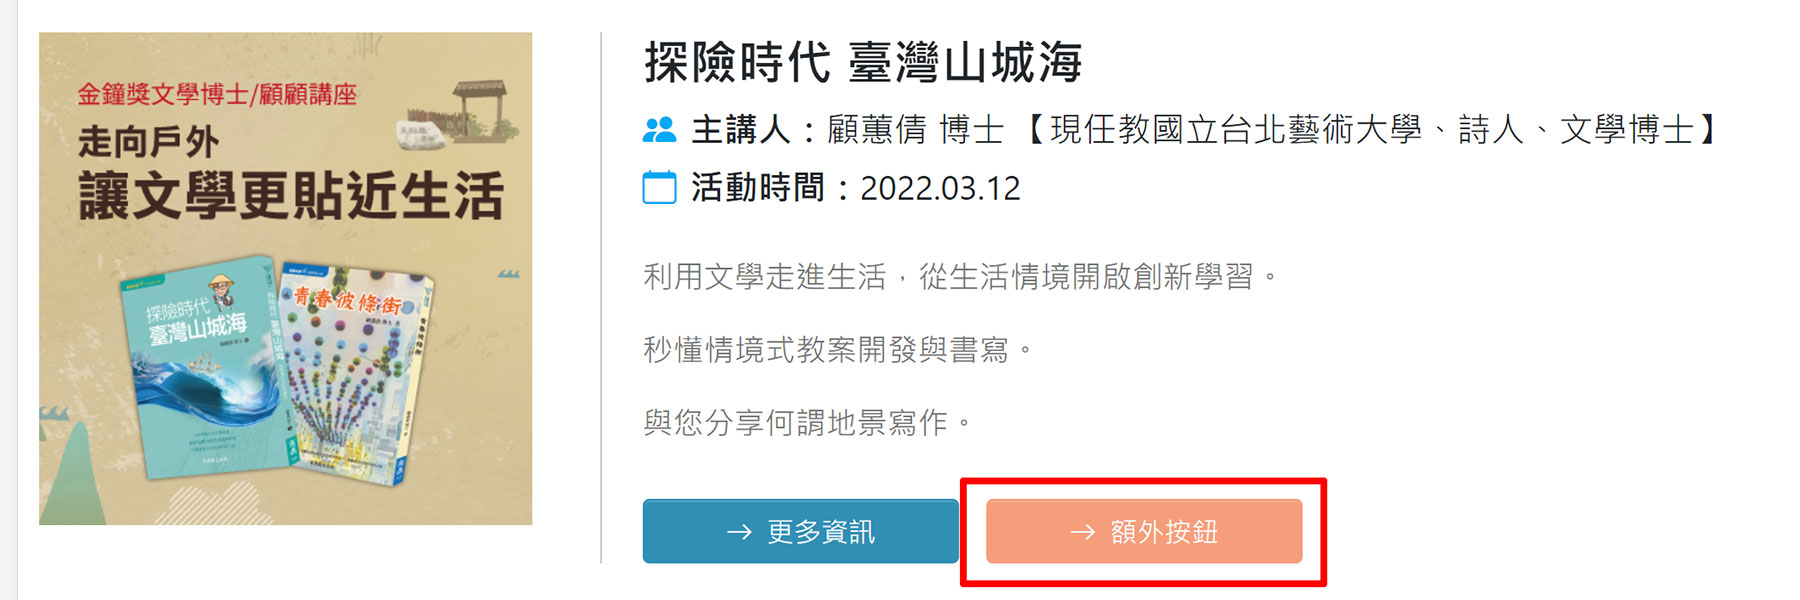 金鐘獎文學博士/顧顧講座
走向戶外
讓文學更貼近生活
探險時代
臺灣山城海
青春彼條街
探險時代 臺灣山城海
主講人：顧蕙倩 博士 【現任教國立台北藝術大學、詩人、文學博士】
活動時間：2022.03.12
利用文學走進生活，從生活情境開啟創新學習。
秒懂情境式教案開發與書寫。
與您分享何謂地景寫作。
→ 更多資訊
→ 額外按鈕